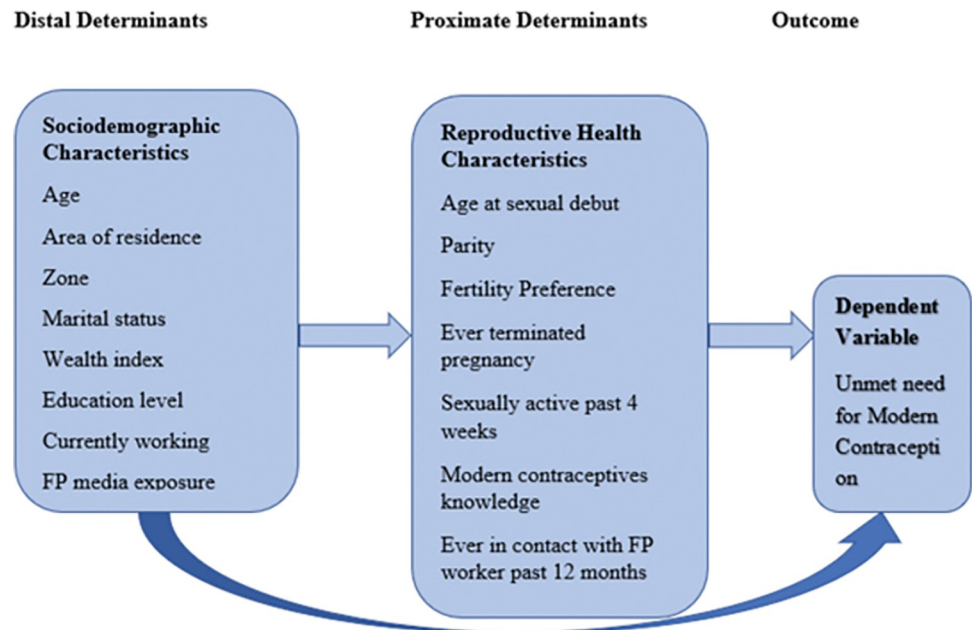 Distal Determinants
Proximate Determinants
Outcome
Sociodemographic
Characteristics
Age
Area of residence
Zone
Marital status
Wealth index
Education level
Currently working
FP media exposure
Reproductive Health
Characteristics
Age at sexual debut
Parity
Fertility Preference
Ever terminated
pregnancy
Sexually active past 4
weeks
Modern contraceptives
knowledge
Ever in contact with FP
worker past 12 months
Dependent
Variable
Unmet need
for Modern
Contracepti
on